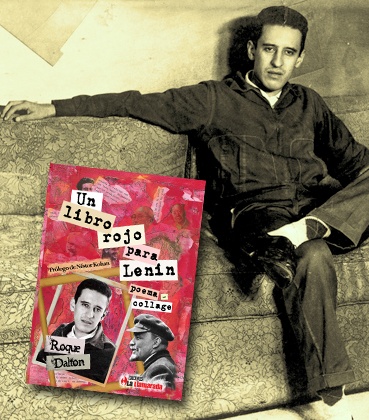 Un
libro
rojo
para
Lenin
Prólogo de Néstor Kohan
poema
collage
Roque
Dalton
LA Llamarada